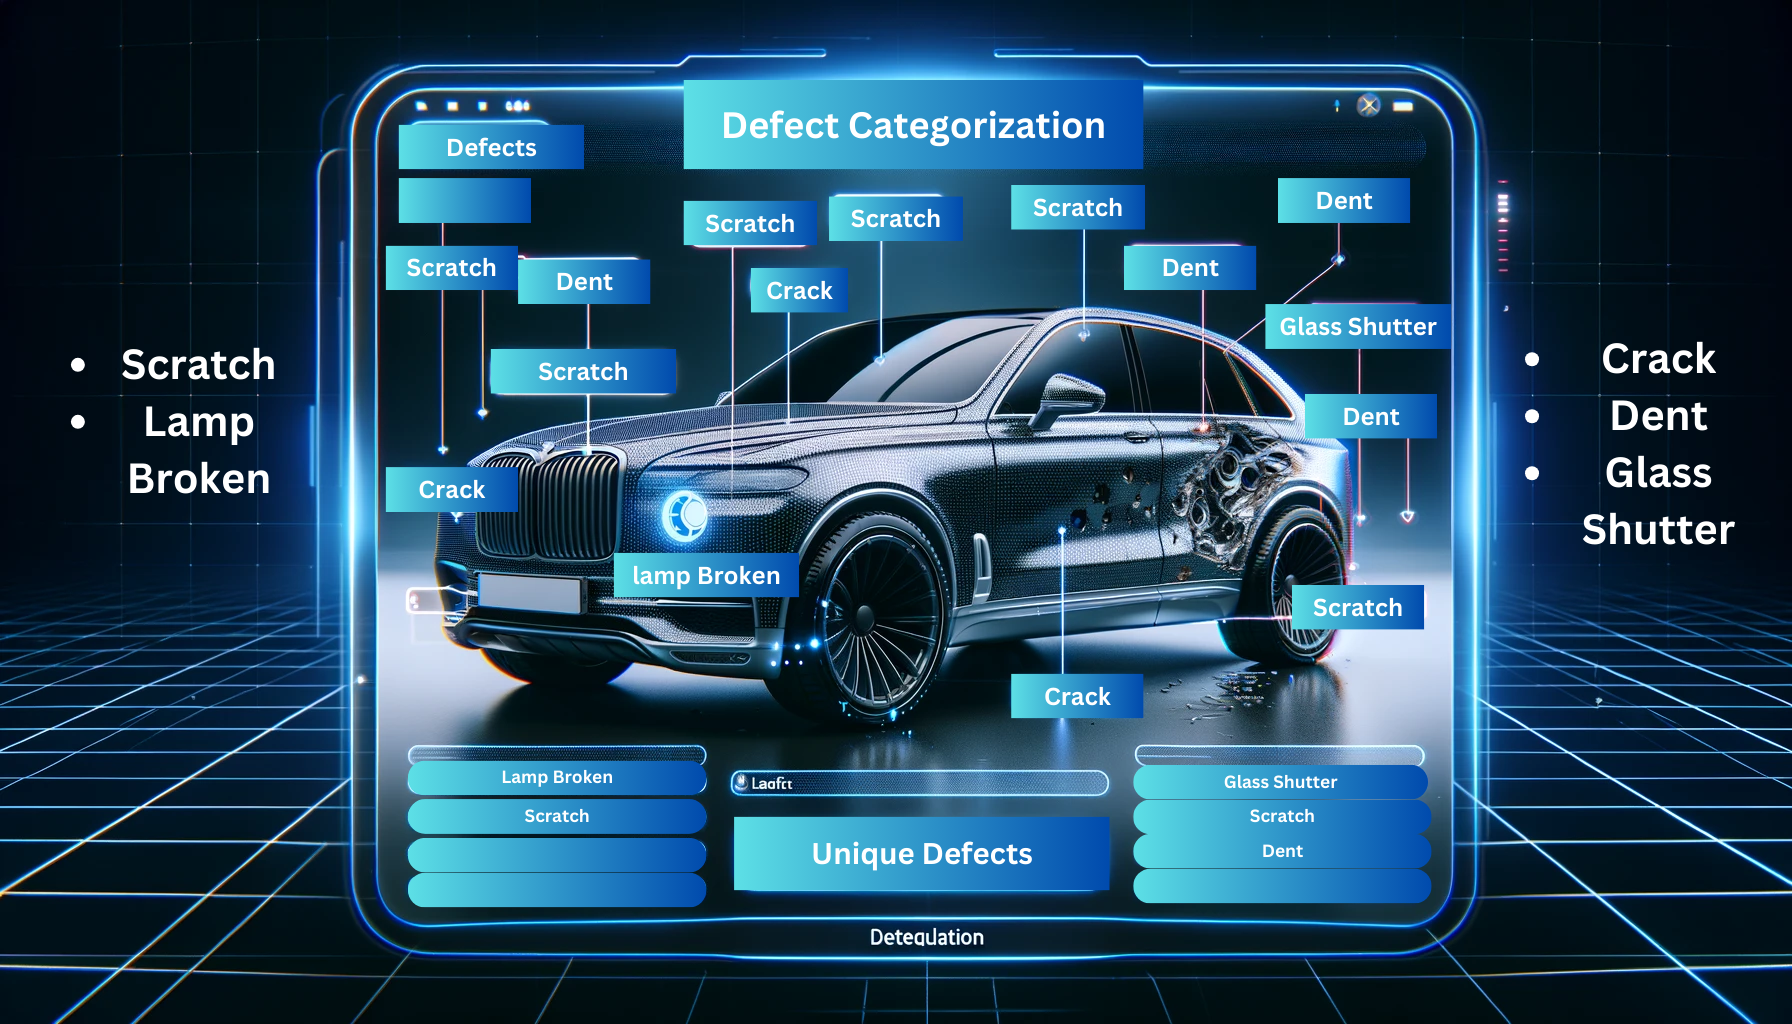 Defect Categorization
Defects
Dent
Scratch
Scratch
Scratch
Scratch
Dent
Dent
Crack
Glass Shutter
Scratch
Dent
Crack
lamp Broken
Scratch
Crack
Scratch
Lamp
Broken
Crack
Dent
Glass
Shutter
Lamp Broken
Scratch
Unique Defects
Glass Shutter
Scratch
Dent
Detequlation